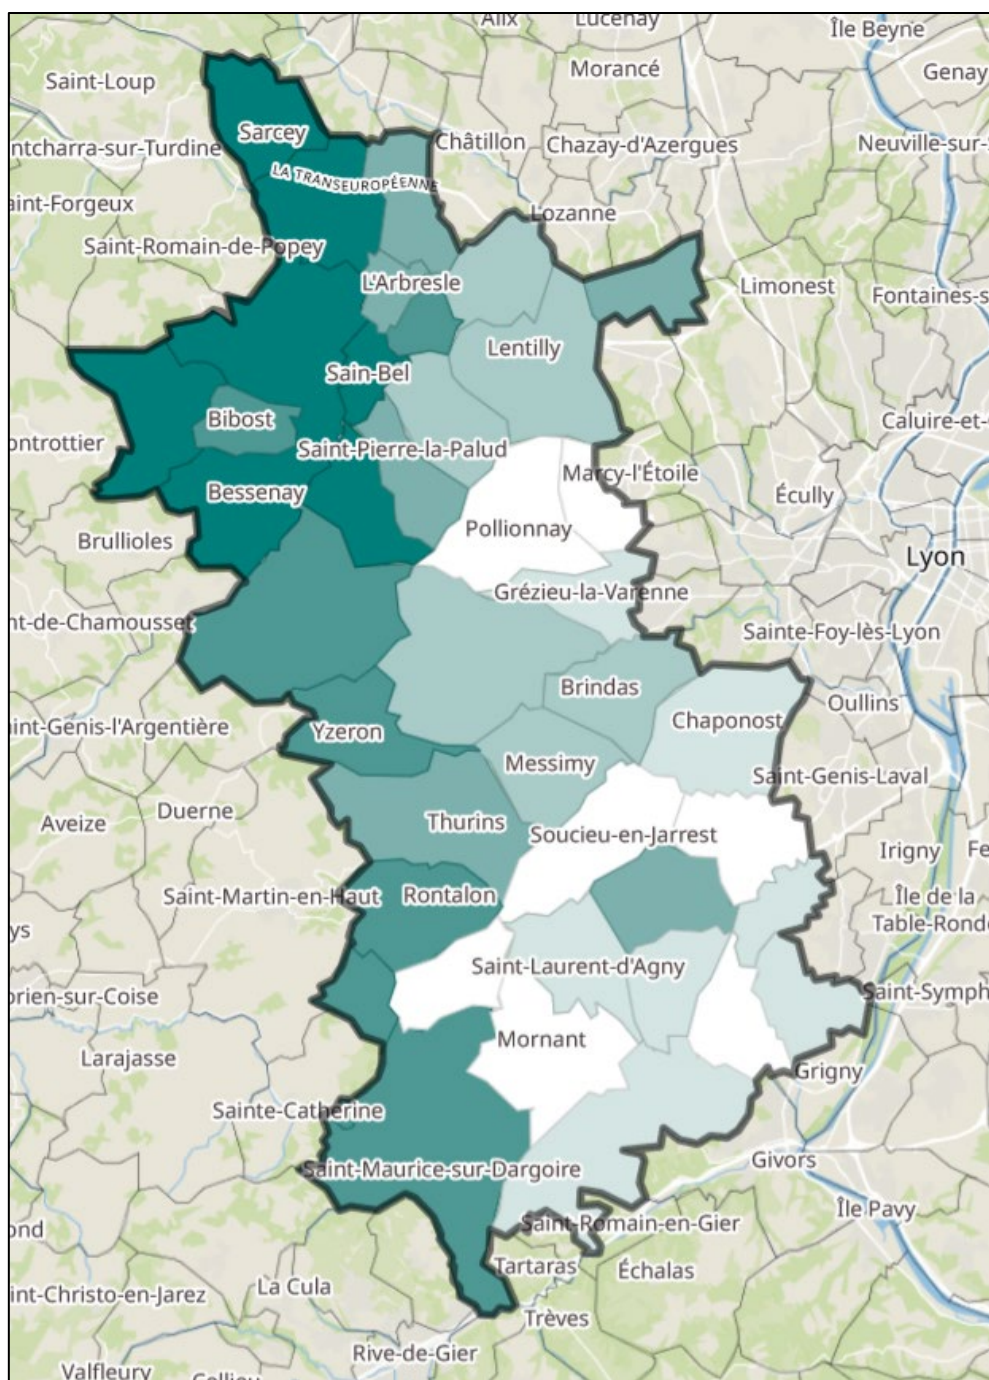 Alix
Lucenay
Île Beyne
Saint-Loup
Morancé
Genay
Sarcey
ntcharra-sur-Turdine
Châtillon
Chazay-d'Azergues
Neuville-sur-S
LA TRANSEUROPÉENNE
aint-Forgeux
Lozanne
Saint-Romain-de-Popey
L'Arbresle
Limonest
Fontaines-s
Lentilly
Sain-Bel
Bibost
Caluire-et-C
ontrottier
Saint-Pierre-la-Palud
Marcy-l'Étoile
Bessenay
Écully
Pollionnay
Brullioles
Lyon
Grézieu-la-Varenne
nt-de-Chamousset
Sainte-Foy-lès-Lyon
Brindas
Oullins
aint-Genis-l'Argentière
Yzeron
Chaponost
Messimy
Saint-Genis-Laval
Duerne
Aveize
Thurins
Soucieu-en-Jarrest
Irigny
Fe
Saint-Martin-en-Haut
Rontalon
Île de la
Table-Ronde
ys
Saint-Laurent-d'Agny
orien-sur-Coise
Saint-Symph
Mornant
Larajasse
Grigny
Sainte-Catherine
Givors
Saint-Maurice-sur-Dargoire
Île Pavy
ond
Saint-Romain-en-Gier
Tartaras
Échalas
La Cula
int-Christo-en-Jarez
Trèves
Rive-de-Gier
Valfleury
Cellieu